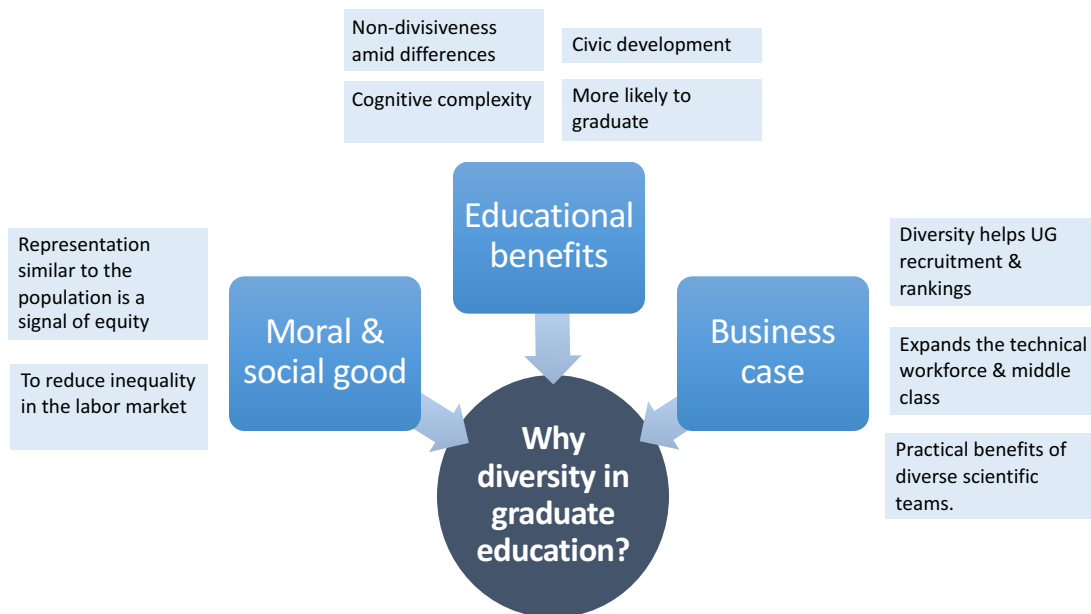 Non-divisiveness
amid differences
Civic development
Cognitive complexity
More likely to
graduate
Educational
benefits
Representation
similar to the
population is a
signal of equity
To reduce inequality
in the labor market
Moral &
social good
Business
case
Diversity helps UG
recruitment &
rankings
Expands the technical
workforce & middle
class
Practical benefits of
diverse scientific
teams.
Why
diversity in
graduate
education?